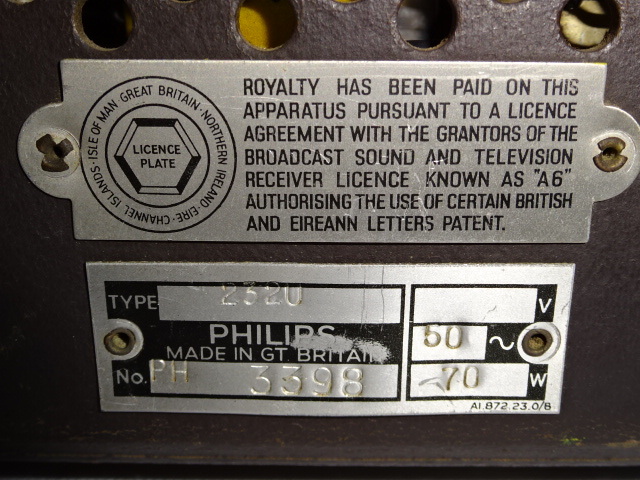 ISLE OF MAN · GREAT BRITAIN · NORTHERN IRELAND · EIRE · CHANNEL ISLANDS ·
LICENCE
PLATE
ROYALTY HAS BEEN PAID ON THIS
APPARATUS PURSUANT TO A LICENCE
AGREEMENT WITH THE GRANTORS OF THE
BROADCAST SOUND AND TELEVISION
RECEIVER LICENCE KNOWN AS "A6"
AUTHORISING THE USE OF CERTAIN BRITISH
AND EIREANN LETTERS PATENT.
TYPE 232U V
PHILIPS 50 ~
MADE IN GT BRITAIN
No. PH 3398 70 W
A1.872.23.0/8